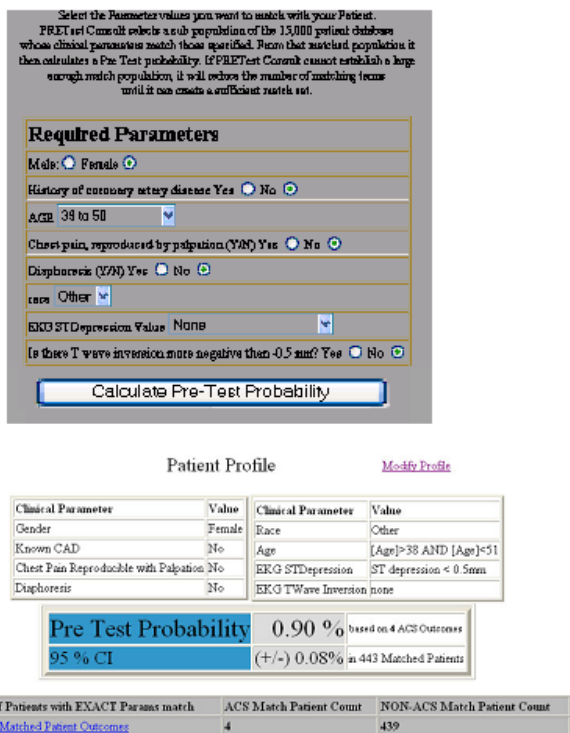 Select the Parameter values you want to match with your Patient.
PRETest Consult selects a sub population of the 15,000 patient database
whose clinical parameters match those specified. From that matched population it
then calculates a Pre Test probability. If PRETest Consult cannot establish a large
enough match population, it will reduce the number of matching items
until it can create a sufficient match set.
Required Parameters
Male: Female
History of coronary artery disease Yes No
AGE 39 to 50
Chest pain, reproduced by palpation (Y/N) Yes No
Diaphoresis (Y/N) Yes No
race Other
EKG ST Depression Value None
Is there T wave inversion more negative than -0.5 mm? Yes No
Calculate Pre-Test Probability
Patient Profile Modify Profile
Clinical Parameter Value Clinical Parameter Value
Gender Female Race Other
Known CAD No Age [Age]>38 AND [Age]<51
Chest Pain Reproducible with Palpation No EKG STDepression ST depression < 0.5mm
Diaphoresis No EKG TWave Inversion none
Pre Test Probability 0.90 % based on 4 ACS Outcomes
95 % CI (+/-) 0.08% in 443 Matched Patients
f Patients with EXACT Params match ACS Match Patient Count NON-ACS Match Patient Count
Matched Patient Outcomes 4 439